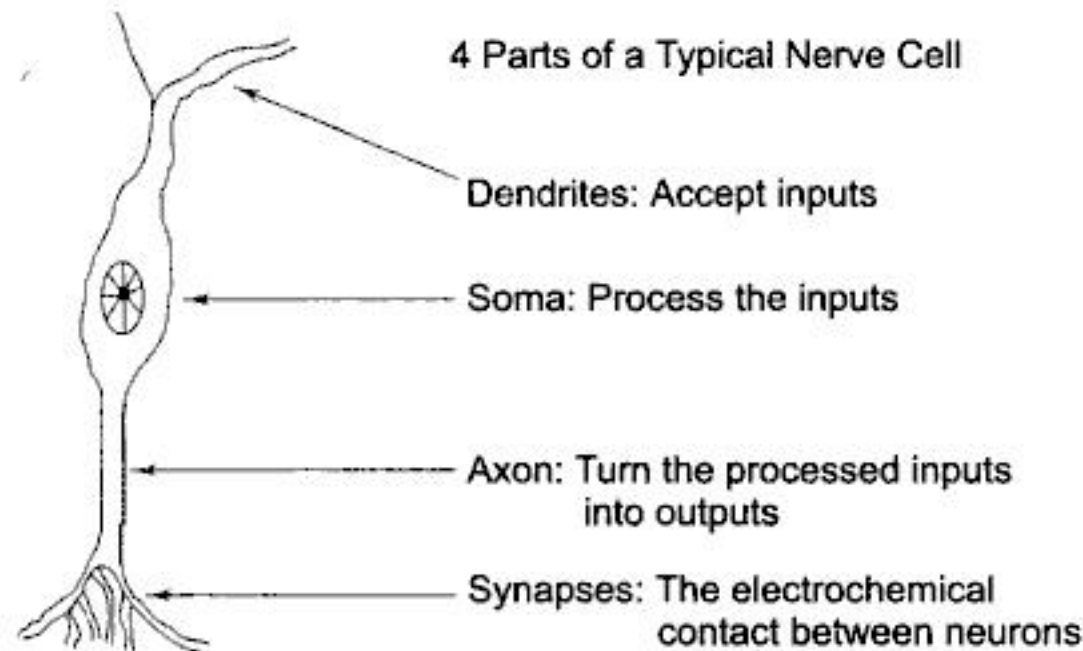 4 Parts of a Typical Nerve Cell
Dendrites: Accept inputs
Soma: Process the inputs
Axon: Turn the processed inputs
into outputs
Synapses: The electrochemical
contact between neurons